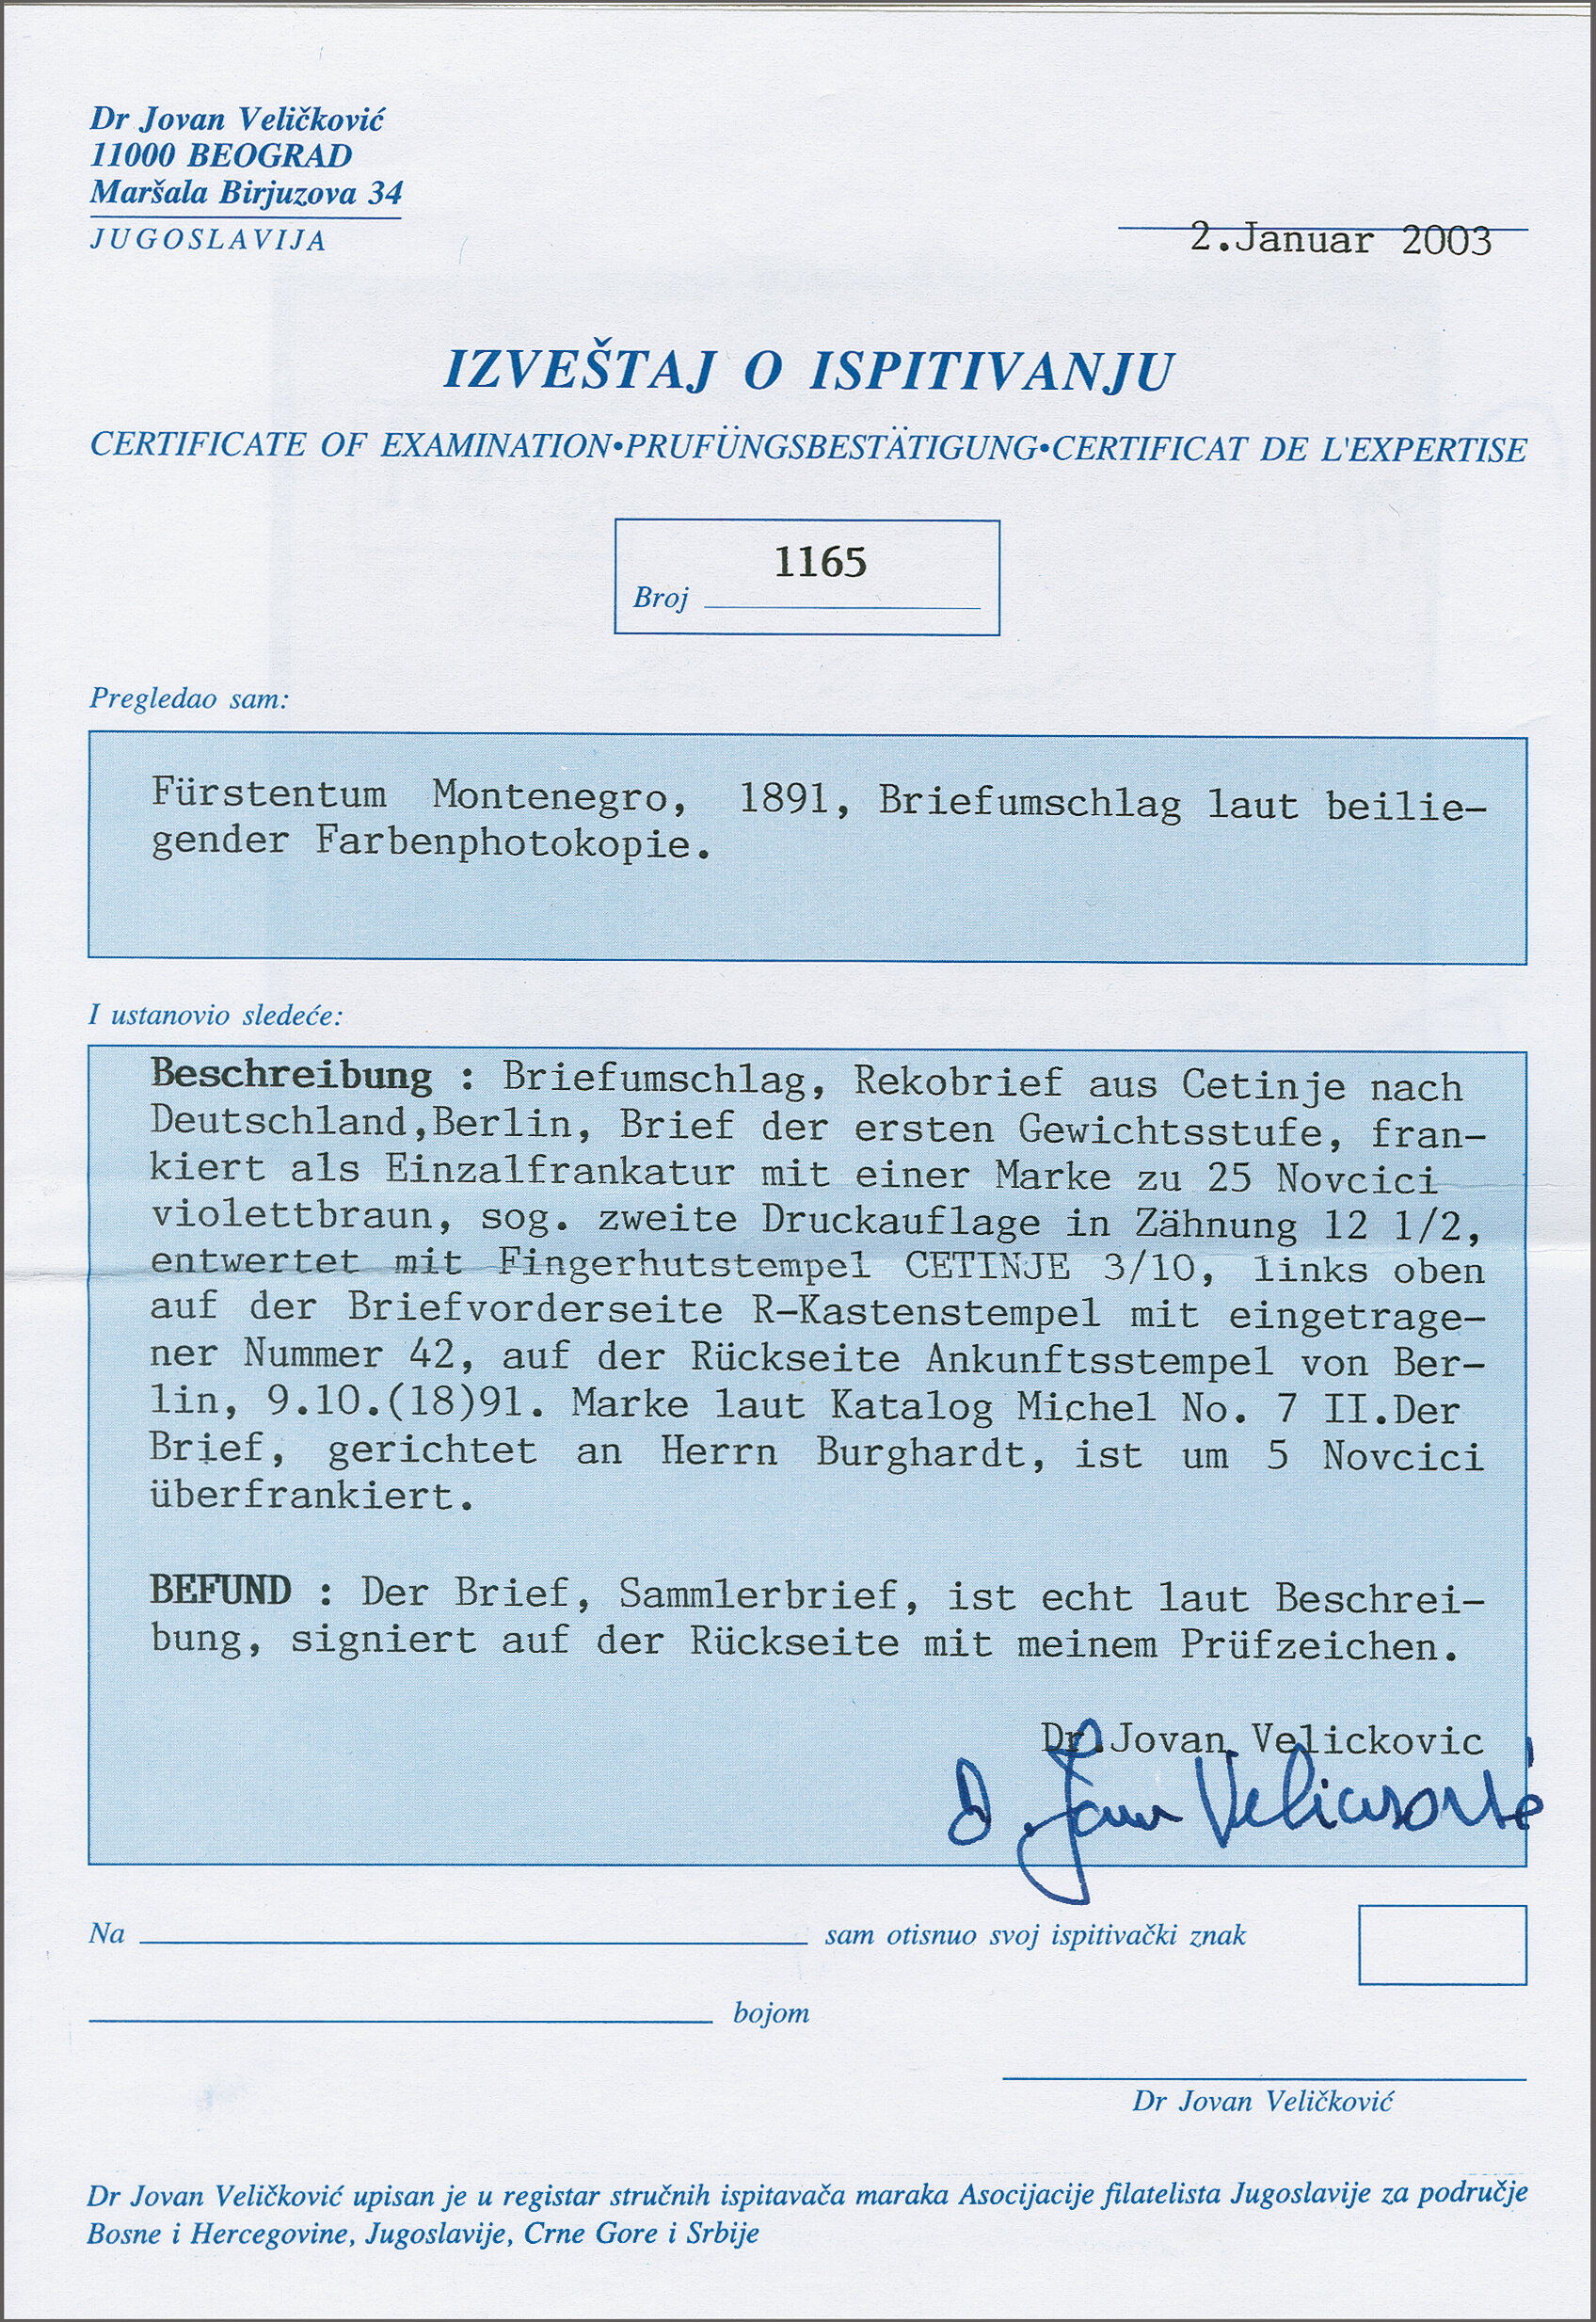 Dr Jovan Veličković
11000 BEOGRAD
Maršala Birjuzova 34
JUGOSLAVIJA
2.Januar 2003
IZVEŠTAJ O ISPITIVANJU
CERTIFICATE OF EXAMINATION•PRUFÜNGSBESTÄTIGUNG•CERTIFICAT DE L'EXPERTISE
1165
Broj
Pregledao sam:
Fürstentum Montenegro, 1891, Briefumschlag laut beilie-
gender Farbenphotokopie.
I ustanovio sledeće:
Beschreibung : Briefumschlag, Rekobrief aus Cetinje nach
Deutschland,Berlin, Brief der ersten Gewichtsstufe, fran-
kiert als Einzalfrankatur mit einer Marke zu 25 Novcici
violettbraun, sog. zweite Druckauflage in Zähnung 12 1/2,
entwertet mit Fingerhutstempel CETINJE 3/10, links oben
auf der Briefvorderseite R-Kastenstempel mit eingetrage-
ner Nummer 42, auf der Rückseite Ankunftsstempel von Ber-
lin, 9.10.(18)91. Marke laut Katalog Michel No. 7 II.Der
Brief, gerichtet an Herrn Burghardt, ist um 5 Novcici
überfrankiert.
BEFUND : Der Brief, Sammlerbrief, ist echt laut Beschrei-
bung, signiert auf der Rückseite mit meinem Prüfzeichen.
Dr.Jovan Velickovic
Na sam otisnuo svoj ispitivački znak
bojom
Dr Jovan Veličković
Dr Jovan Veličković upisan je u registar stručnih ispitavača maraka Asocijacije filatelista Jugoslavije za područje
Bosne i Hercegovine, Jugoslavije, Crne Gore i Srbije